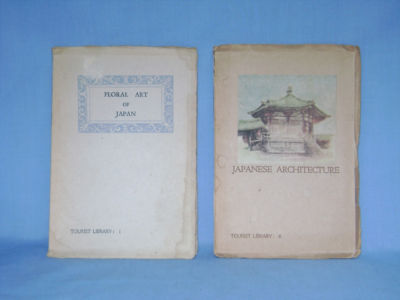 FLORAL ART
OF
JAPAN
TOURIST LIBRARY: 1
JAPANESE ARCHITECTURE
TOURIST LIBRARY: 6